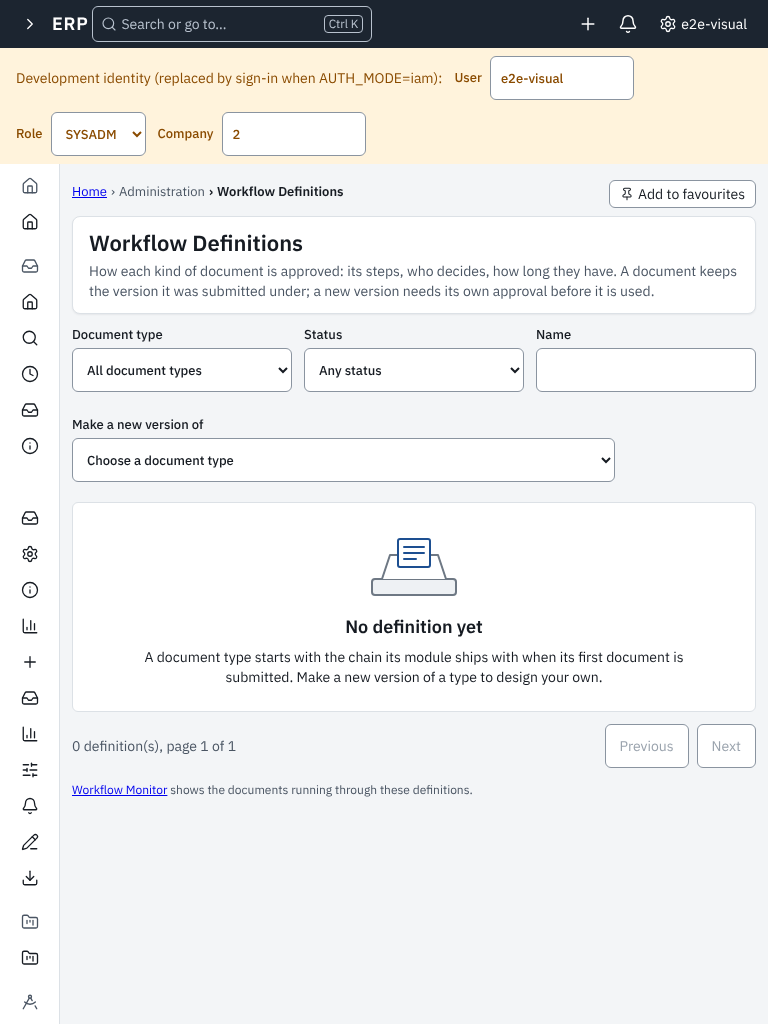 ERP
Search or go to...
Ctrl K
e2e-visual
Development identity (replaced by sign-in when AUTH_MODE=iam):
User
e2e-visual
Role
SYSADM
Company
2
Home › Administration › Workflow Definitions
Add to favourites
Workflow Definitions
How each kind of document is approved: its steps, who decides, how long they have. A document keeps
the version it was submitted under; a new version needs its own approval before it is used.
Document type
Status
Name
All document types
Any status
Make a new version of
Choose a document type
No definition yet
A document type starts with the chain its module ships with when its first document is
submitted. Make a new version of a type to design your own.
0 definition(s), page 1 of 1
Previous
Next
Workflow Monitor shows the documents running through these definitions.